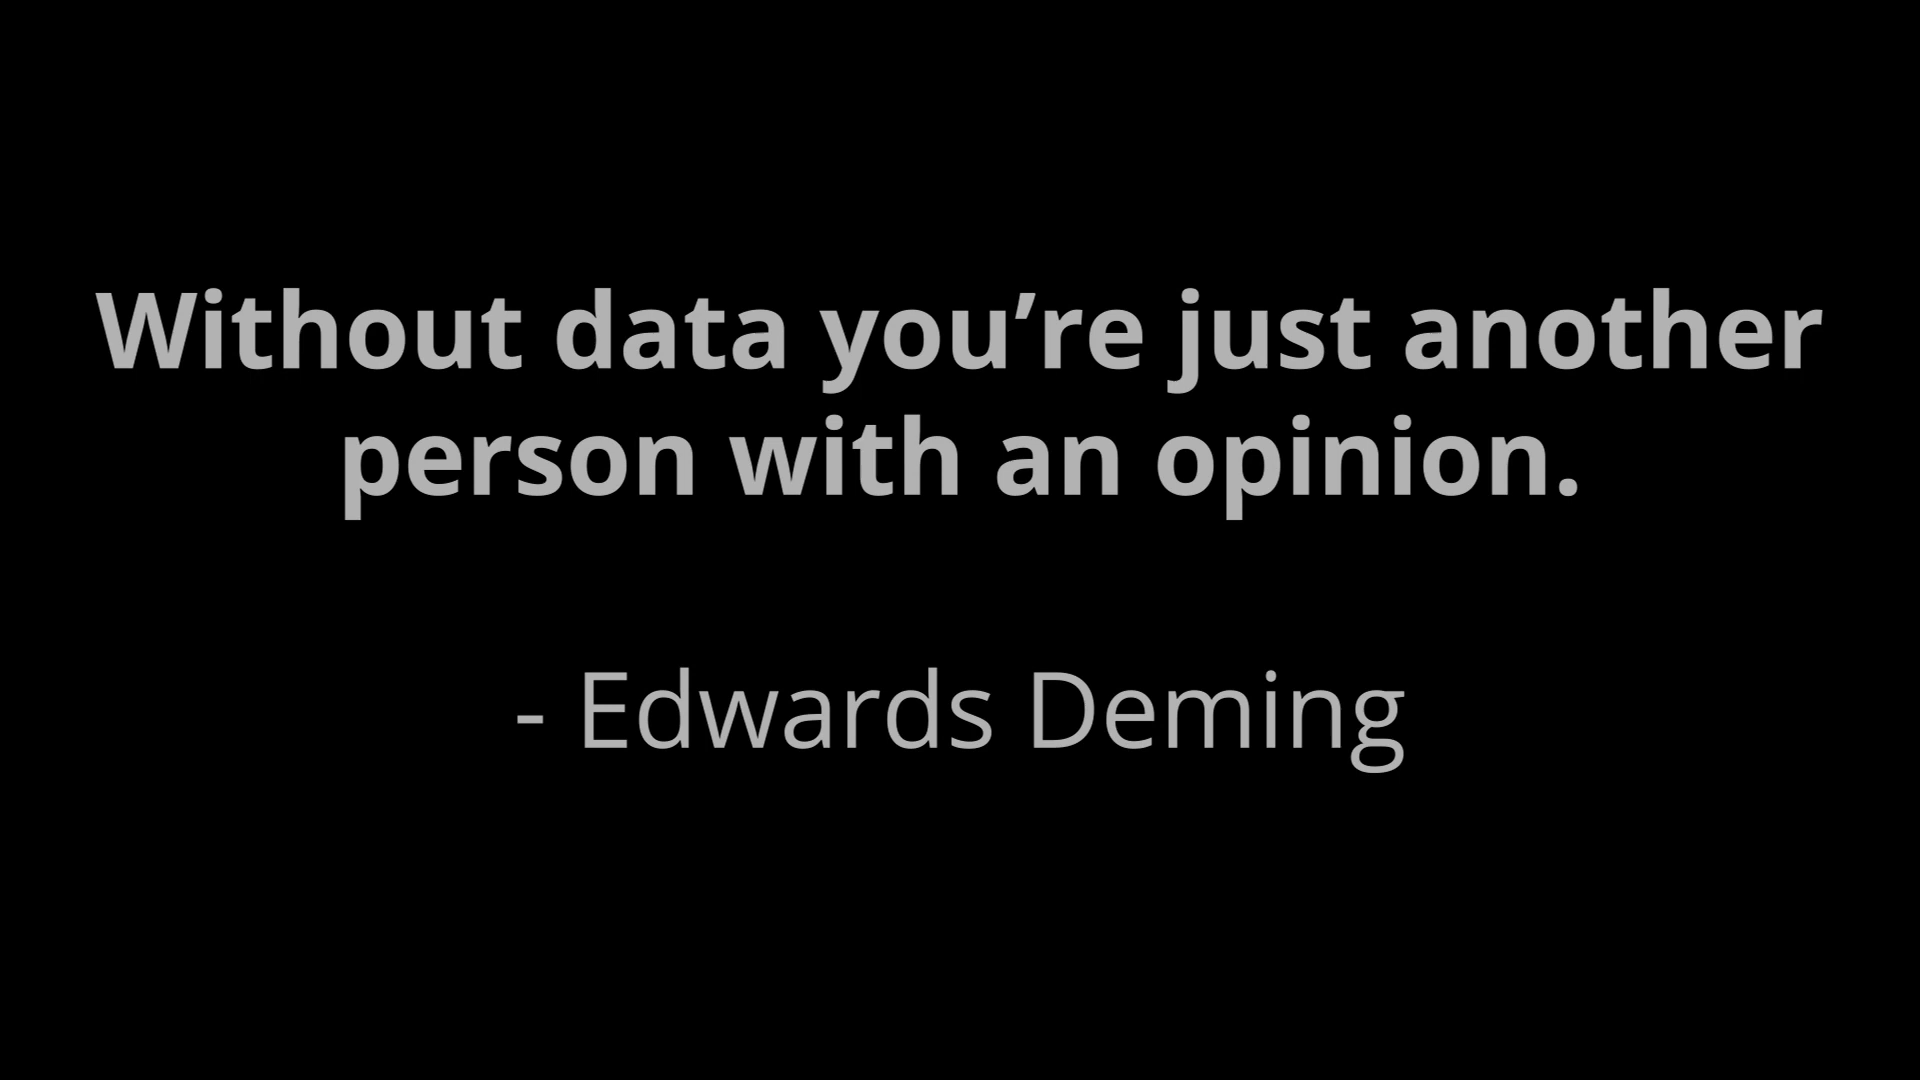 Without data you’re just another
person with an opinion.
- Edwards Deming